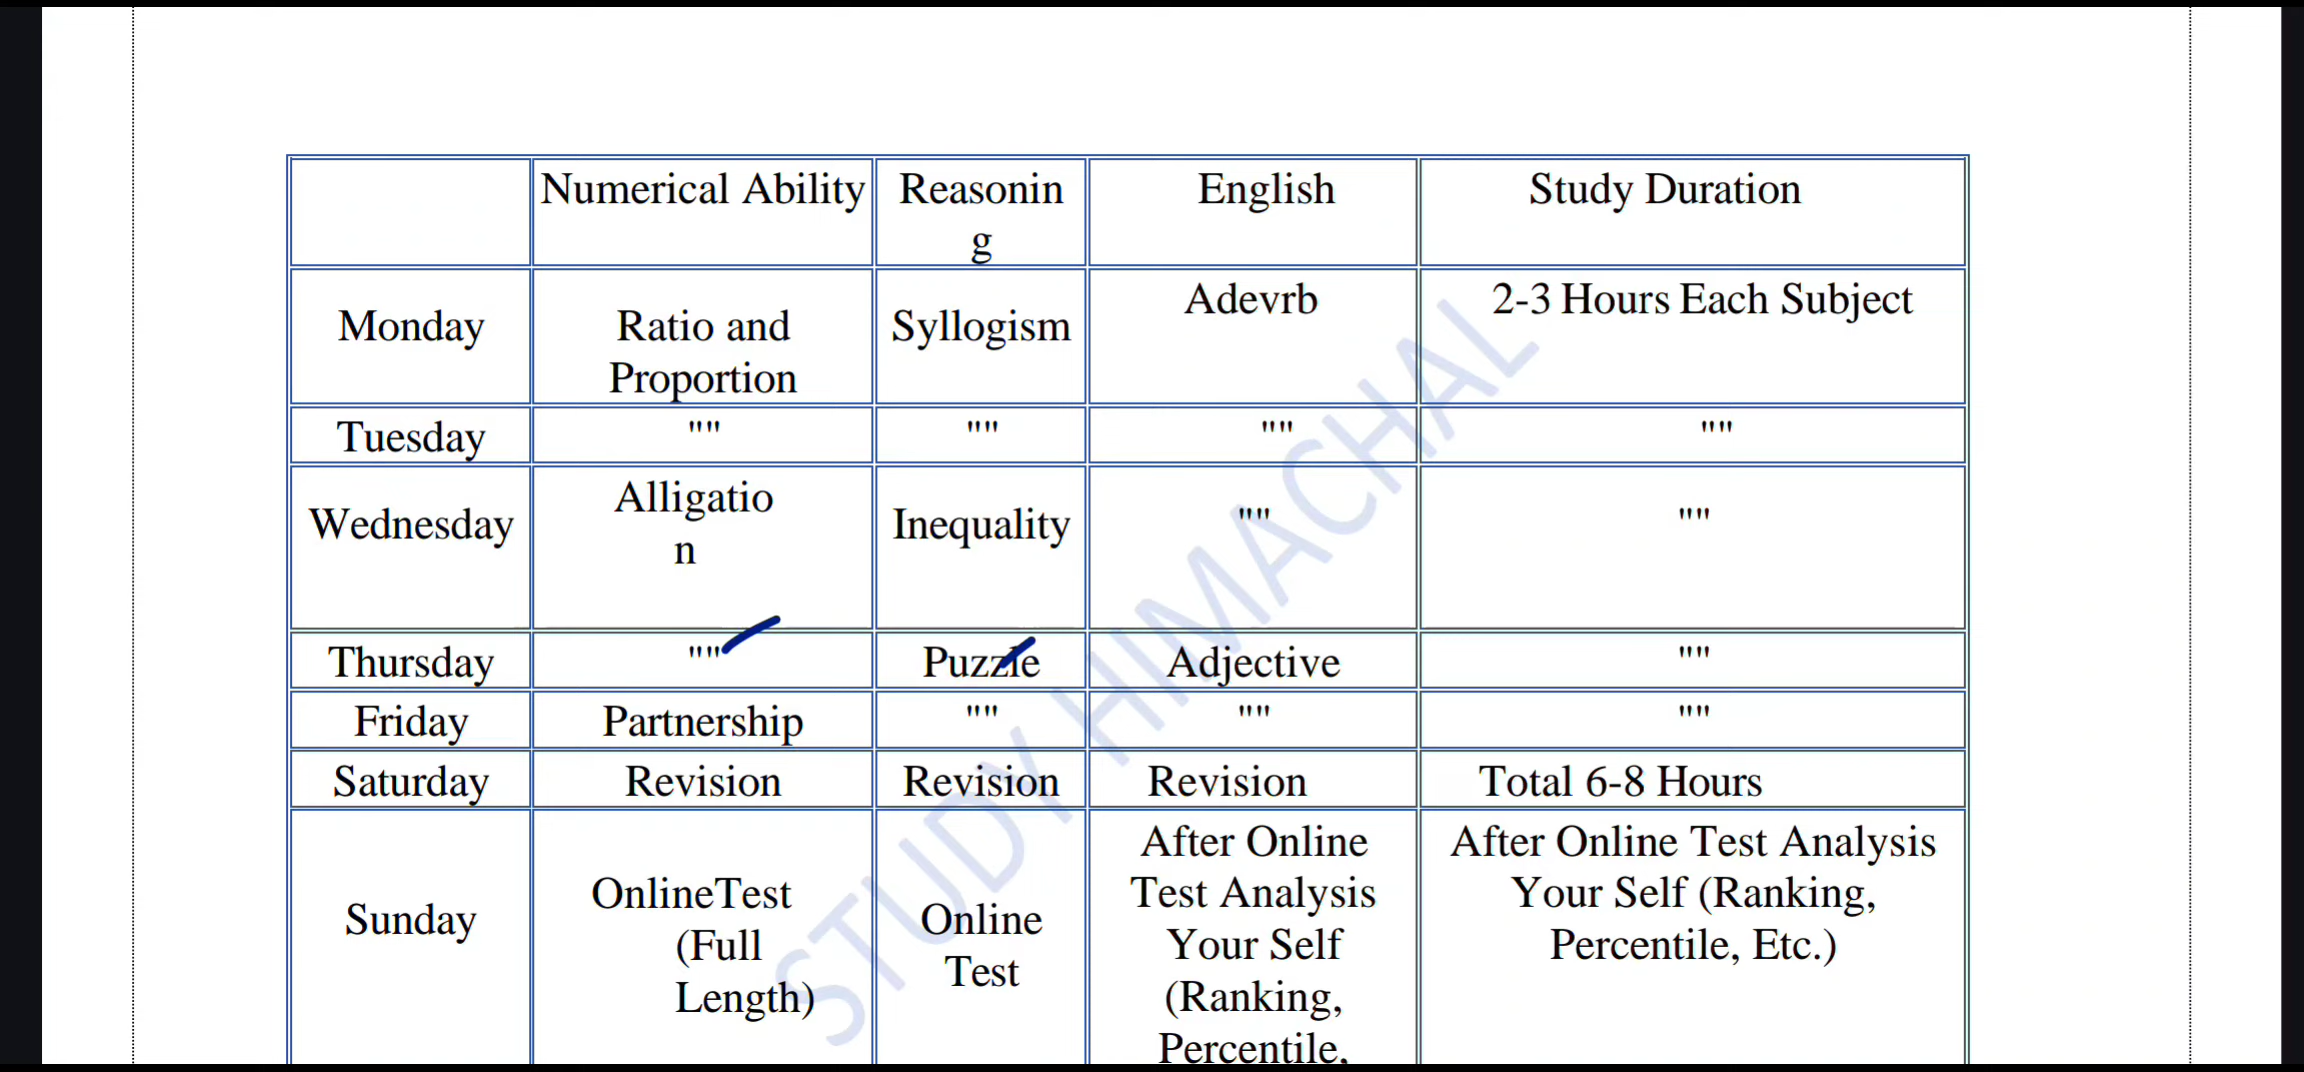 Numerical Ability Reasonin English Study Duration
g
Monday Ratio and Syllogism Adevrb 2-3 Hours Each Subject
Proportion
Tuesday "" "" "" ""
Wednesday Alligatio Inequality "" ""
n
Thursday "" Puzzle Adjective ""
Friday Partnership "" "" ""
Saturday Revision Revision Revision Total 6-8 Hours
Sunday OnlineTest Online After Online After Online Test Analysis
(Full Test Test Analysis Your Self (Ranking,
Length) Your Self Percentile, Etc.)
(Ranking,
Percentile,
STUDY HIMACHAL